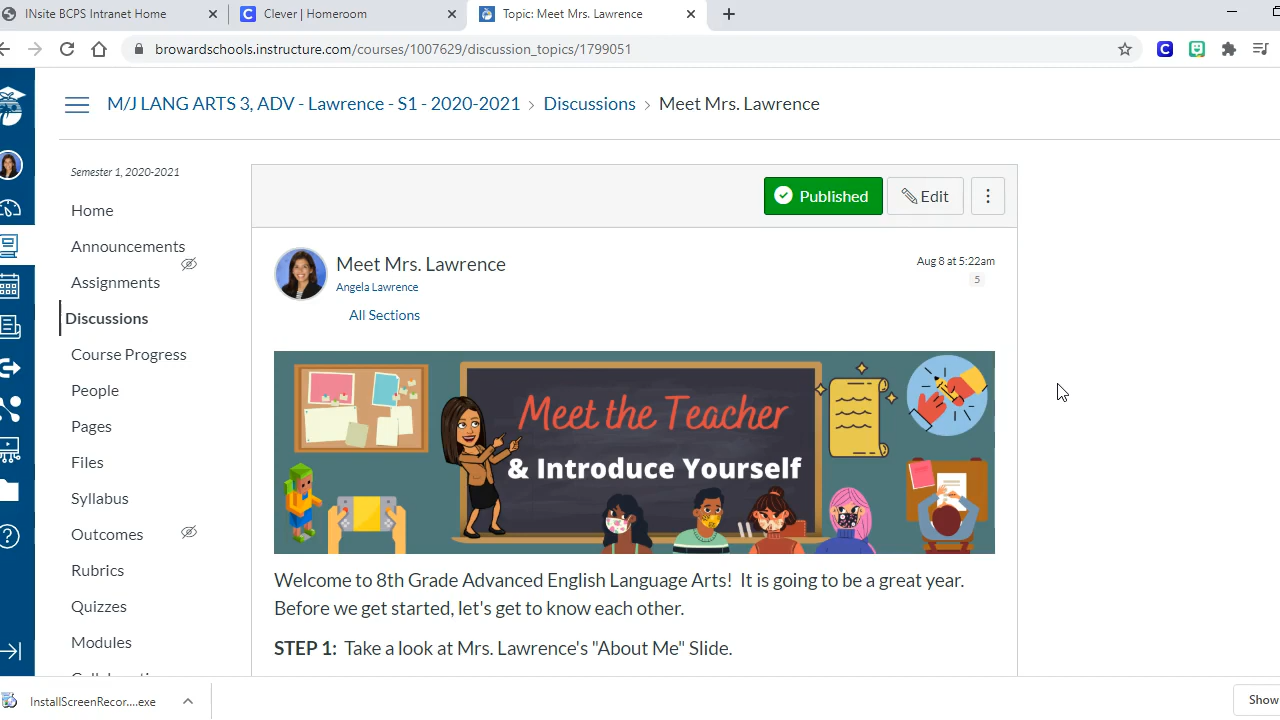 INsite BCPS Intranet Home
Clever | Homeroom
Topic: Meet Mrs. Lawrence
browardschools.instructure.com/courses/1007629/discussion_topics/1799051
M/J LANG ARTS 3, ADV - Lawrence - S1 - 2020-2021 › Discussions › Meet Mrs. Lawrence
Semester 1, 2020-2021
Home
Announcements
Assignments
Discussions
Course Progress
People
Pages
Files
Syllabus
Outcomes
Rubrics
Quizzes
Modules
Published
Edit
Meet Mrs. Lawrence
Angela Lawrence
All Sections
Aug 8 at 5:22am
5
Meet the Teacher
& Introduce Yourself
Welcome to 8th Grade Advanced English Language Arts!  It is going to be a great year.
Before we get started, let's get to know each other.
STEP 1:  Take a look at Mrs. Lawrence's "About Me" Slide.
InstallScreenRecor....exe
Show